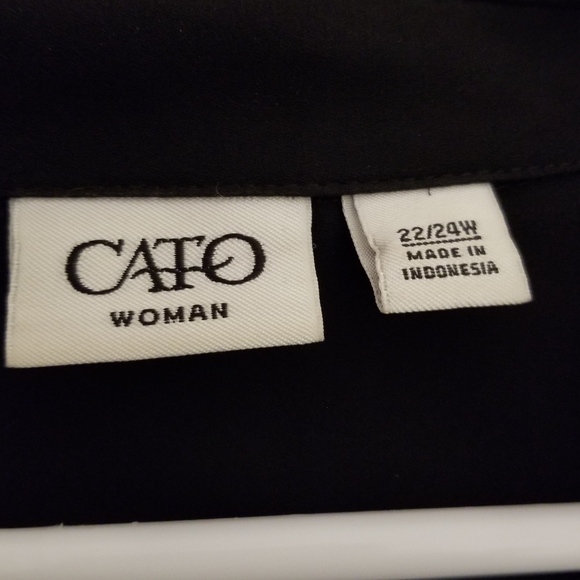 CATO
WOMAN
22/24W
MADE IN
INDONESIA